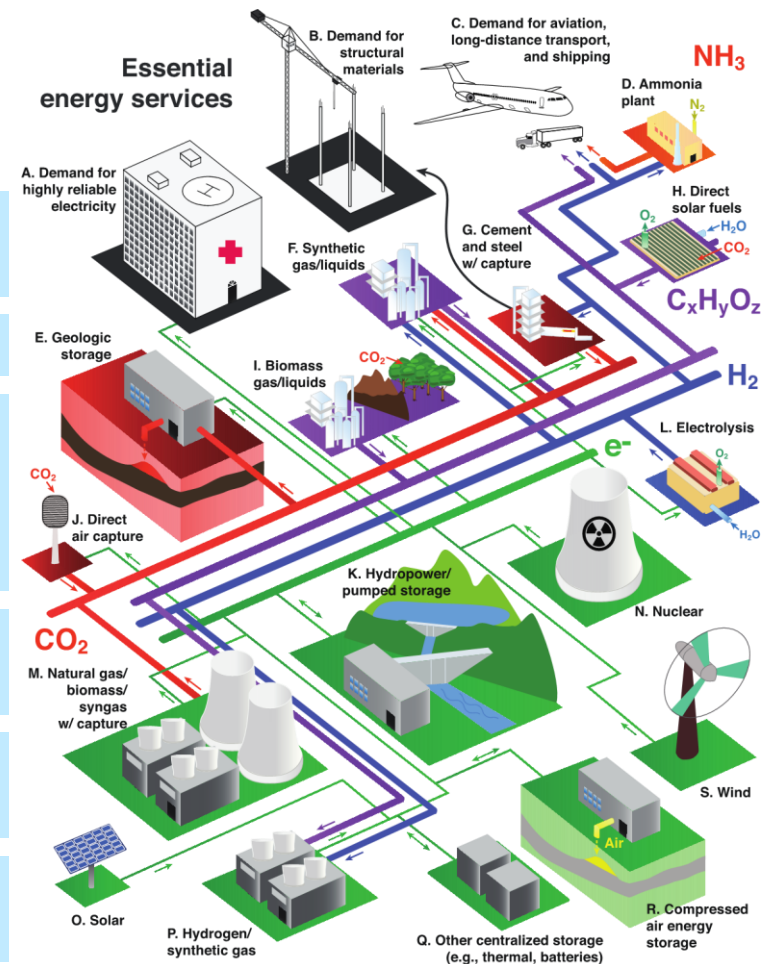 Essential
energy services
B. Demand for
structural
materials
C. Demand for aviation,
long-distance transport,
and shipping
NH3
D. Ammonia
plant
N2
A. Demand for
highly reliable
electricity
H
H. Direct
solar fuels
O2
H2O
CO2
F. Synthetic
gas/liquids
G. Cement
and steel
w/ capture
CxHyOz
E. Geologic
storage
I. Biomass
gas/liquids
CO2
H2
L. Electrolysis
O2
H2O
e-
CO2
J. Direct
air capture
K. Hydropower/
pumped storage
N. Nuclear
CO2
M. Natural gas/
biomass/
syngas
w/ capture
S. Wind
Air
O. Solar
P. Hydrogen/
synthetic gas
Q. Other centralized storage
(e.g., thermal, batteries)
R. Compressed
air energy
storage